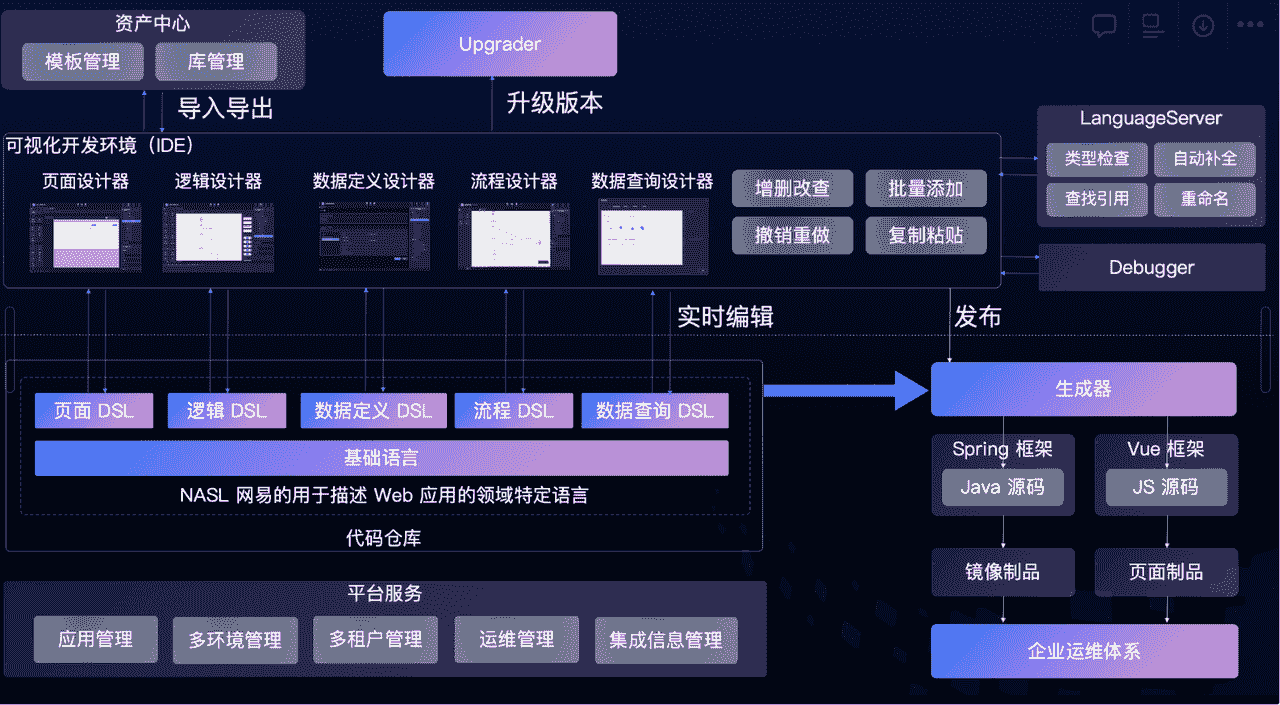 资产中心
模板管理
库管理
Upgrader
导入导出
升级版本
可视化开发环境（IDE）
页面设计器
逻辑设计器
数据定义设计器
流程设计器
数据查询设计器
增删改查
批量添加
撤销重做
复制粘贴
LanguageServer
类型检查
自动补全
查找引用
重命名
Debugger
实时编辑
发布
页面 DSL
逻辑 DSL
数据定义 DSL
流程 DSL
数据查询 DSL
基础语言
NASL 网易的用于描述 Web 应用的领域特定语言
代码仓库
生成器
Spring 框架
Java 源码
Vue 框架
JS 源码
镜像制品
页面制品
企业运维体系
平台服务
应用管理
多环境管理
多租户管理
运维管理
集成信息管理